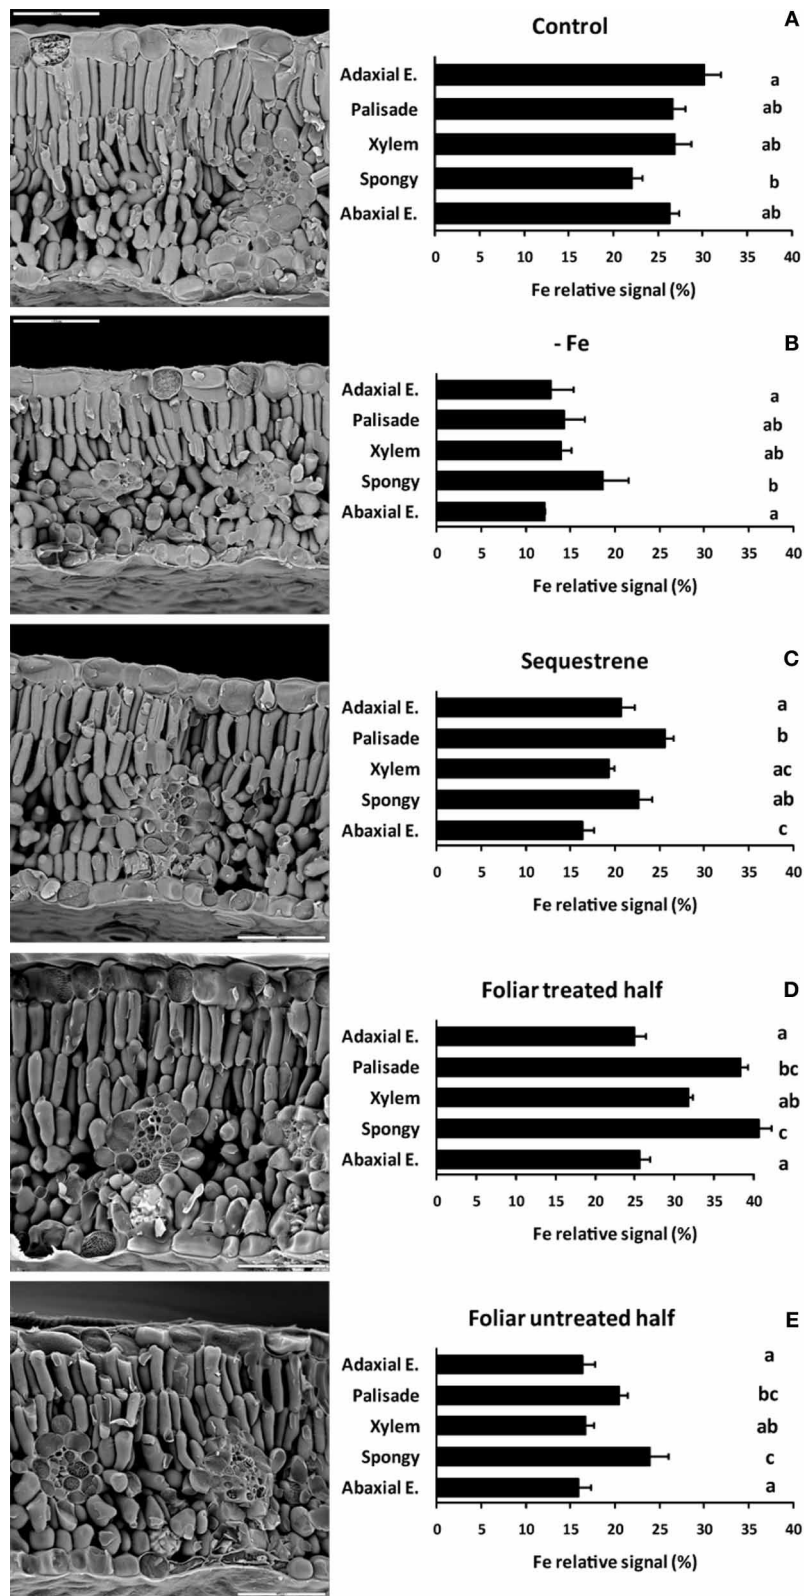 Control
A
Adaxial E.
a
Palisade
ab
Xylem
ab
Spongy
b
Abaxial E.
ab
0 5 10 15 20 25 30 35 40
Fe relative signal (%)
- Fe
B
Adaxial E.
a
Palisade
ab
Xylem
ab
Spongy
b
Abaxial E.
a
0 5 10 15 20 25 30 35 40
Fe relative signal (%)
Sequestrene
C
Adaxial E.
a
Palisade
b
Xylem
ac
Spongy
ab
Abaxial E.
c
0 5 10 15 20 25 30 35 40
Fe relative signal (%)
Foliar treated half
D
Adaxial E.
a
Palisade
bc
Xylem
ab
Spongy
c
Abaxial E.
a
0 5 10 15 20 25 30 35 40
Fe relative signal (%)
Foliar untreated half
E
Adaxial E.
a
Palisade
bc
Xylem
ab
Spongy
c
Abaxial E.
a
0 5 10 15 20 25 30 35 40
Fe relative signal (%)